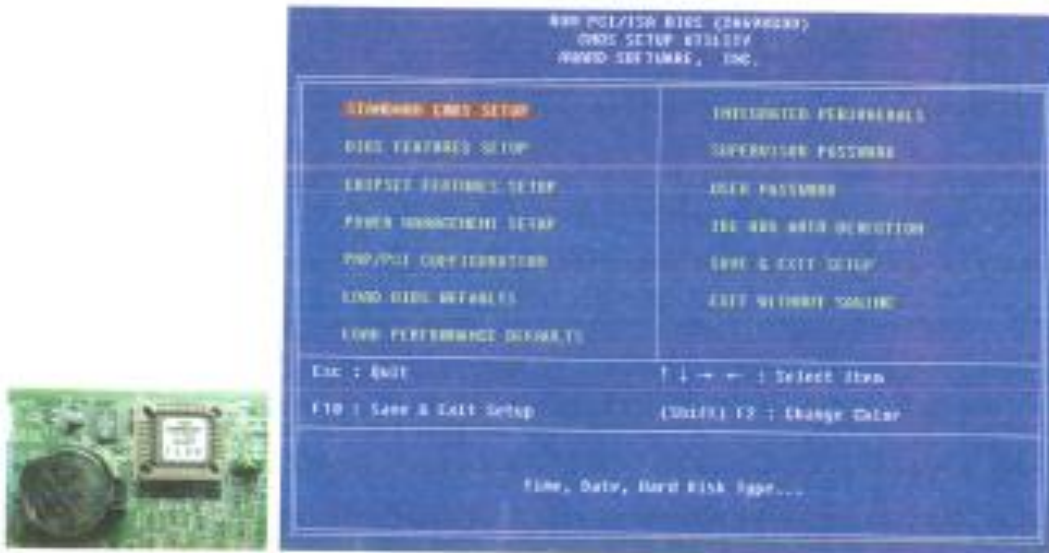 ROM PCI/ISA BIOS
CMOS SETUP UTILITY
AWARD SOFTWARE, INC.
STANDARD CMOS SETUP
BIOS FEATURES SETUP
CHIPSET FEATURES SETUP
POWER MANAGEMENT SETUP
PNP/PCI CONFIGURATION
LOAD BIOS DEFAULTS
LOAD PERFORMANCE DEFAULTS
INTEGRATED PERIPHERALS
SUPERVISOR PASSWORD
USER PASSWORD
IDE HDD AUTO DETECTION
SAVE & EXIT SETUP
EXIT WITHOUT SAVING
Esc : Quit
↑ ↓ → ← : Select Item
F10 : Save & Exit Setup
(Shift) F2 : Change Color
Time, Date, Hard Disk Type...